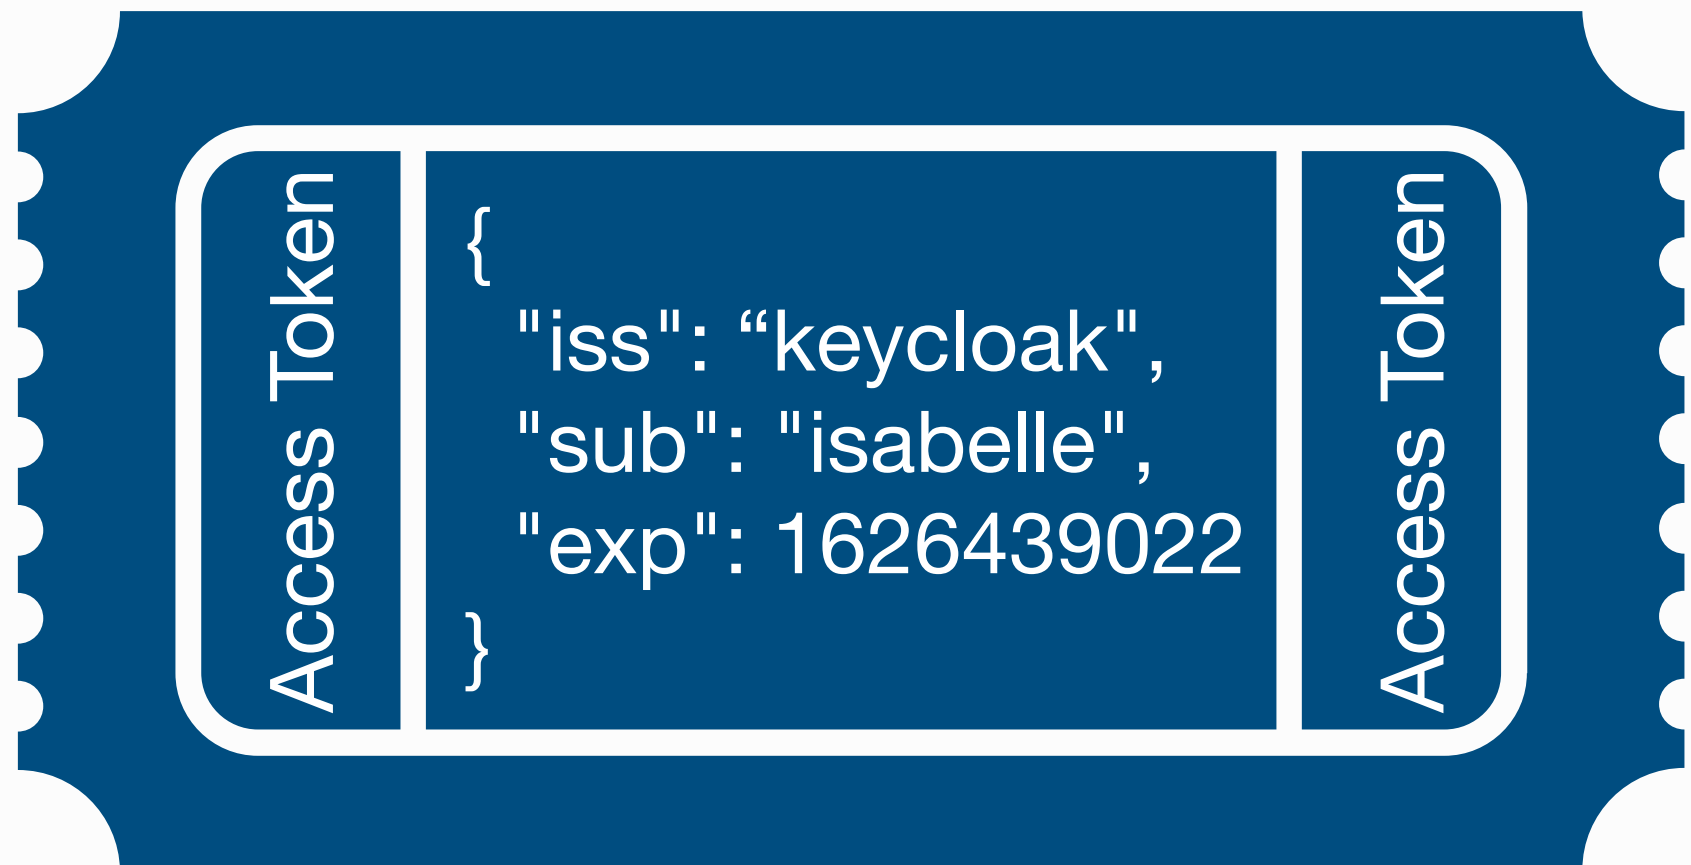 Access Token
{
"iss": “keycloak",
"sub": "isabelle",
"exp": 1626439022
}
Access Token